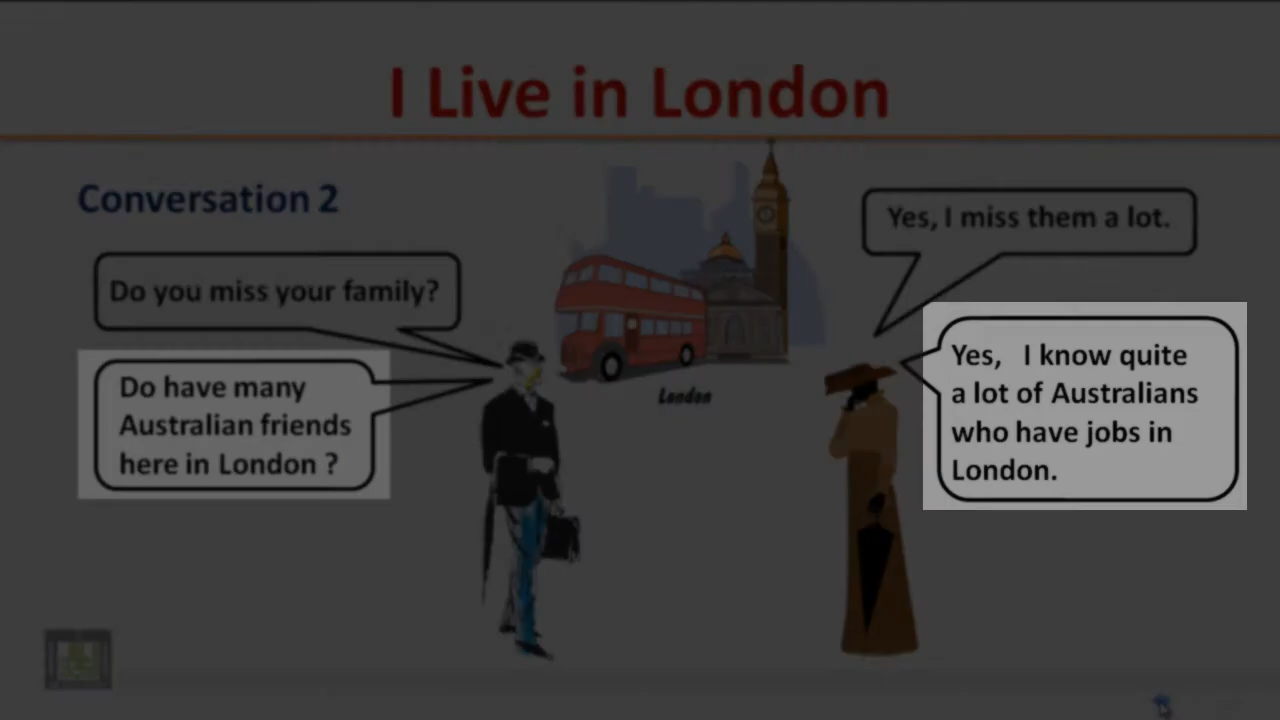 I Live in London
Conversation 2
Do you miss your family?
Yes, I miss them a lot.
Do have many
Australian friends
here in London ?
Yes, I know quite
a lot of Australians
who have jobs in
London.
London